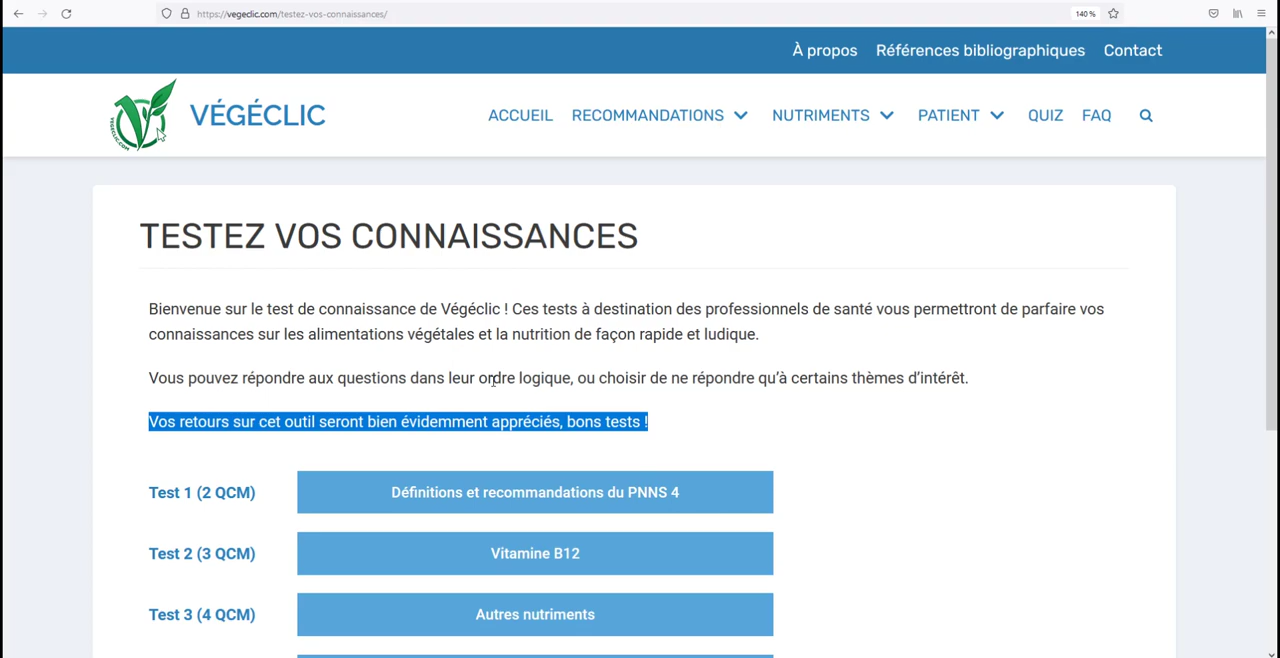 https://vegeclic.com/testez-vos-connaissances/
140 %
À propos Références bibliographiques Contact
VEGECLIC.COM
VÉGÉCLIC
ACCUEIL RECOMMANDATIONS NUTRIMENTS PATIENT QUIZ FAQ
TESTEZ VOS CONNAISSANCES
Bienvenue sur le test de connaissance de Végéclic ! Ces tests à destination des professionnels de santé vous permettront de parfaire vos
connaissances sur les alimentations végétales et la nutrition de façon rapide et ludique.
Vous pouvez répondre aux questions dans leur ordre logique, ou choisir de ne répondre qu'à certains thèmes d'intérêt.
Vos retours sur cet outil seront bien évidemment appréciés, bons tests !
Test 1 (2 QCM) Définitions et recommandations du PNNS 4
Test 2 (3 QCM) Vitamine B12
Test 3 (4 QCM) Autres nutriments